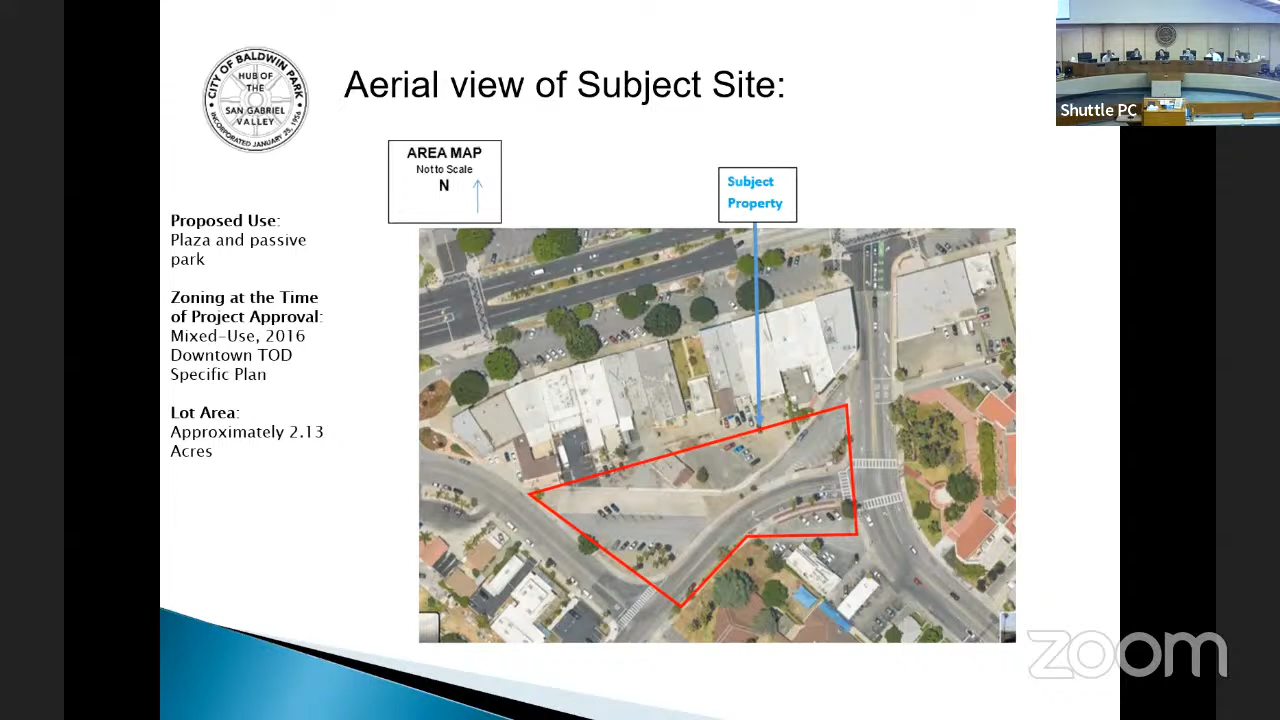 CITY OF BALDWIN PARK
HUB OF
THE
SAN GABRIEL
VALLEY
INCORPORATED JANUARY 25, 1956
Aerial view of Subject Site:
Shuttle PC
AREA MAP
Not to Scale
N
Subject
Property
Proposed Use:
Plaza and passive
park
Zoning at the Time
of Project Approval:
Mixed-Use, 2016
Downtown TOD
Specific Plan
Lot Area:
Approximately 2.13
Acres
zoom